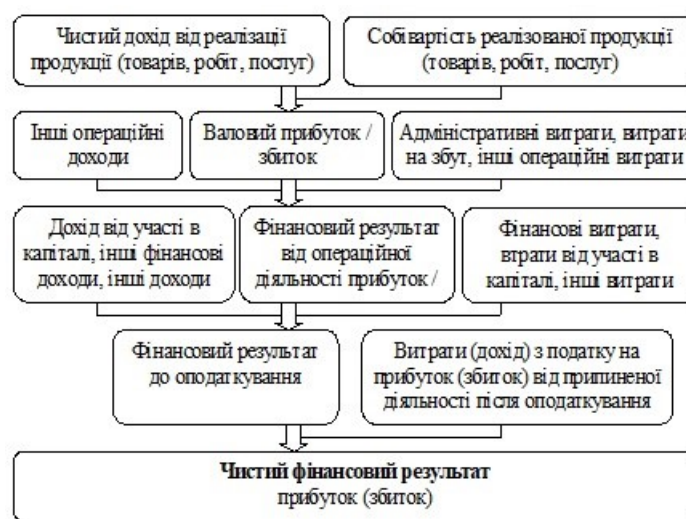 Чистий дохід від реалізації
продукції (товарів, робіт, послуг)
Собівартість реалізованої продукції
(товарів, робіт, послуг)
Інші операційні
доходи
Валовий прибуток /
збиток
Адміністративні витрати, витрати
на збут, інші операційні витрати
Дохід від участі в
капіталі, інші фінансові
доходи, інші доходи
Фінансовий результат
від операційної
діяльності прибуток /
Фінансові витрати,
втрати від участі в
капіталі, інші витрати
Фінансовий результат
до оподаткування
Витрати (дохід) з податку на
прибуток (збиток) від припиненої
діяльності після оподаткування
Чистий фінансовий результат
прибуток (збиток)